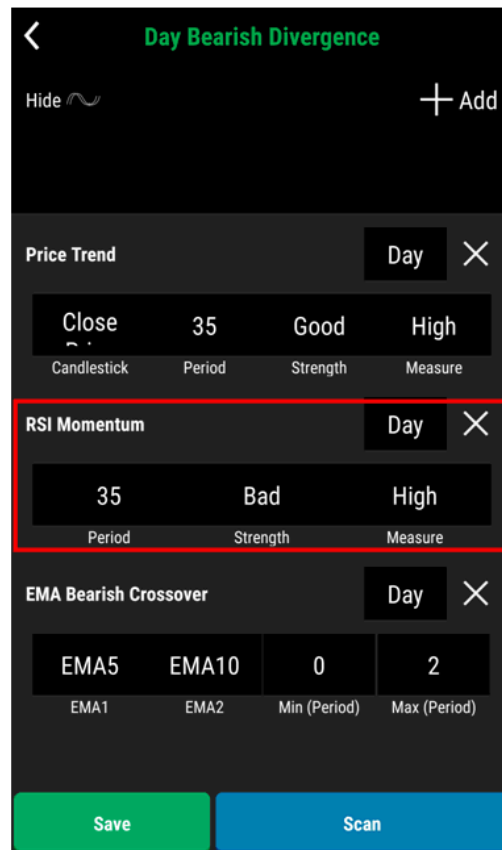 Day Bearish Divergence
Hide
Add
Price Trend Day
Close 35 Good High
Candlestick Period Strength Measure
RSI Momentum Day
35 Bad High
Period Strength Measure
EMA Bearish Crossover Day
EMA5 EMA10 0 2
EMA1 EMA2 Min (Period) Max (Period)
Save Scan